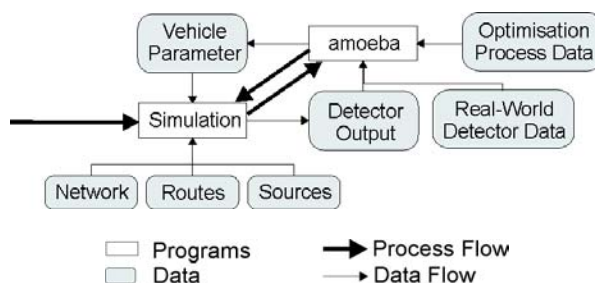 Vehicle
Parameter
amoeba
Optimisation
Process Data
Simulation
Detector
Output
Real-World
Detector Data
Network
Routes
Sources
Programs
Process Flow
Data
Data Flow